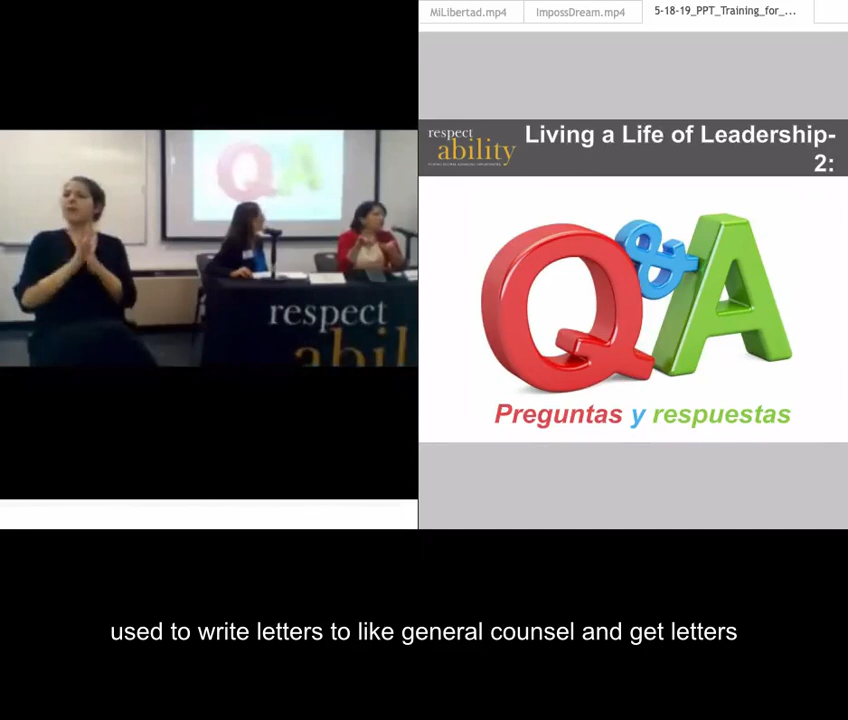 MiLibertad.mp4
ImpossDream.mp4
5-18-19_PPT_Training_for_...
respect
ability
Living a Life of Leadership-
2:
Q&A
Preguntas y respuestas
Q A
respect
abil
used to write letters to like general counsel and get letters